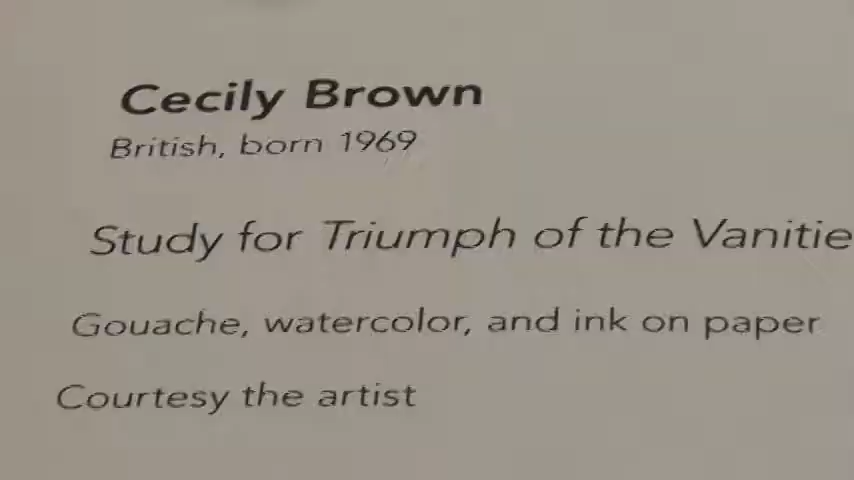 Cecily Brown
British, born 1969
Study for Triumph of the Vanitie
Gouache, watercolor, and ink on paper
Courtesy the artist